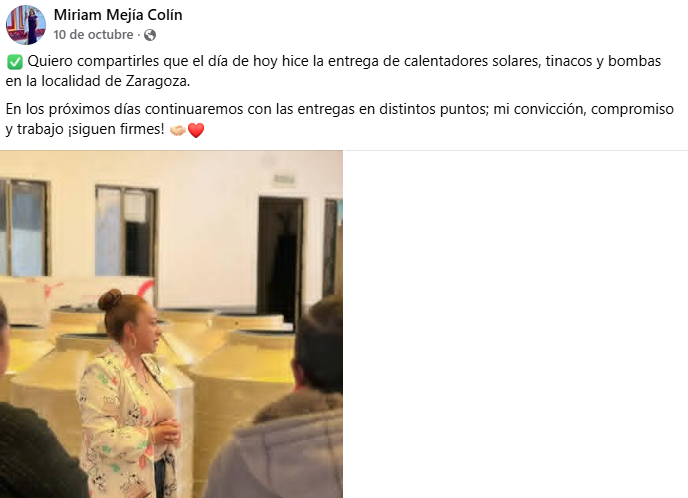 Miriam Mejía Colín
10 de octubre ·
✅ Quiero compartirles que el día de hoy hice la entrega de calentadores solares, tinacos y bombas
en la localidad de Zaragoza.
En los próximos días continuaremos con las entregas en distintos puntos; mi convicción, compromiso
y trabajo ¡siguen firmes! 🤝🏻❤️